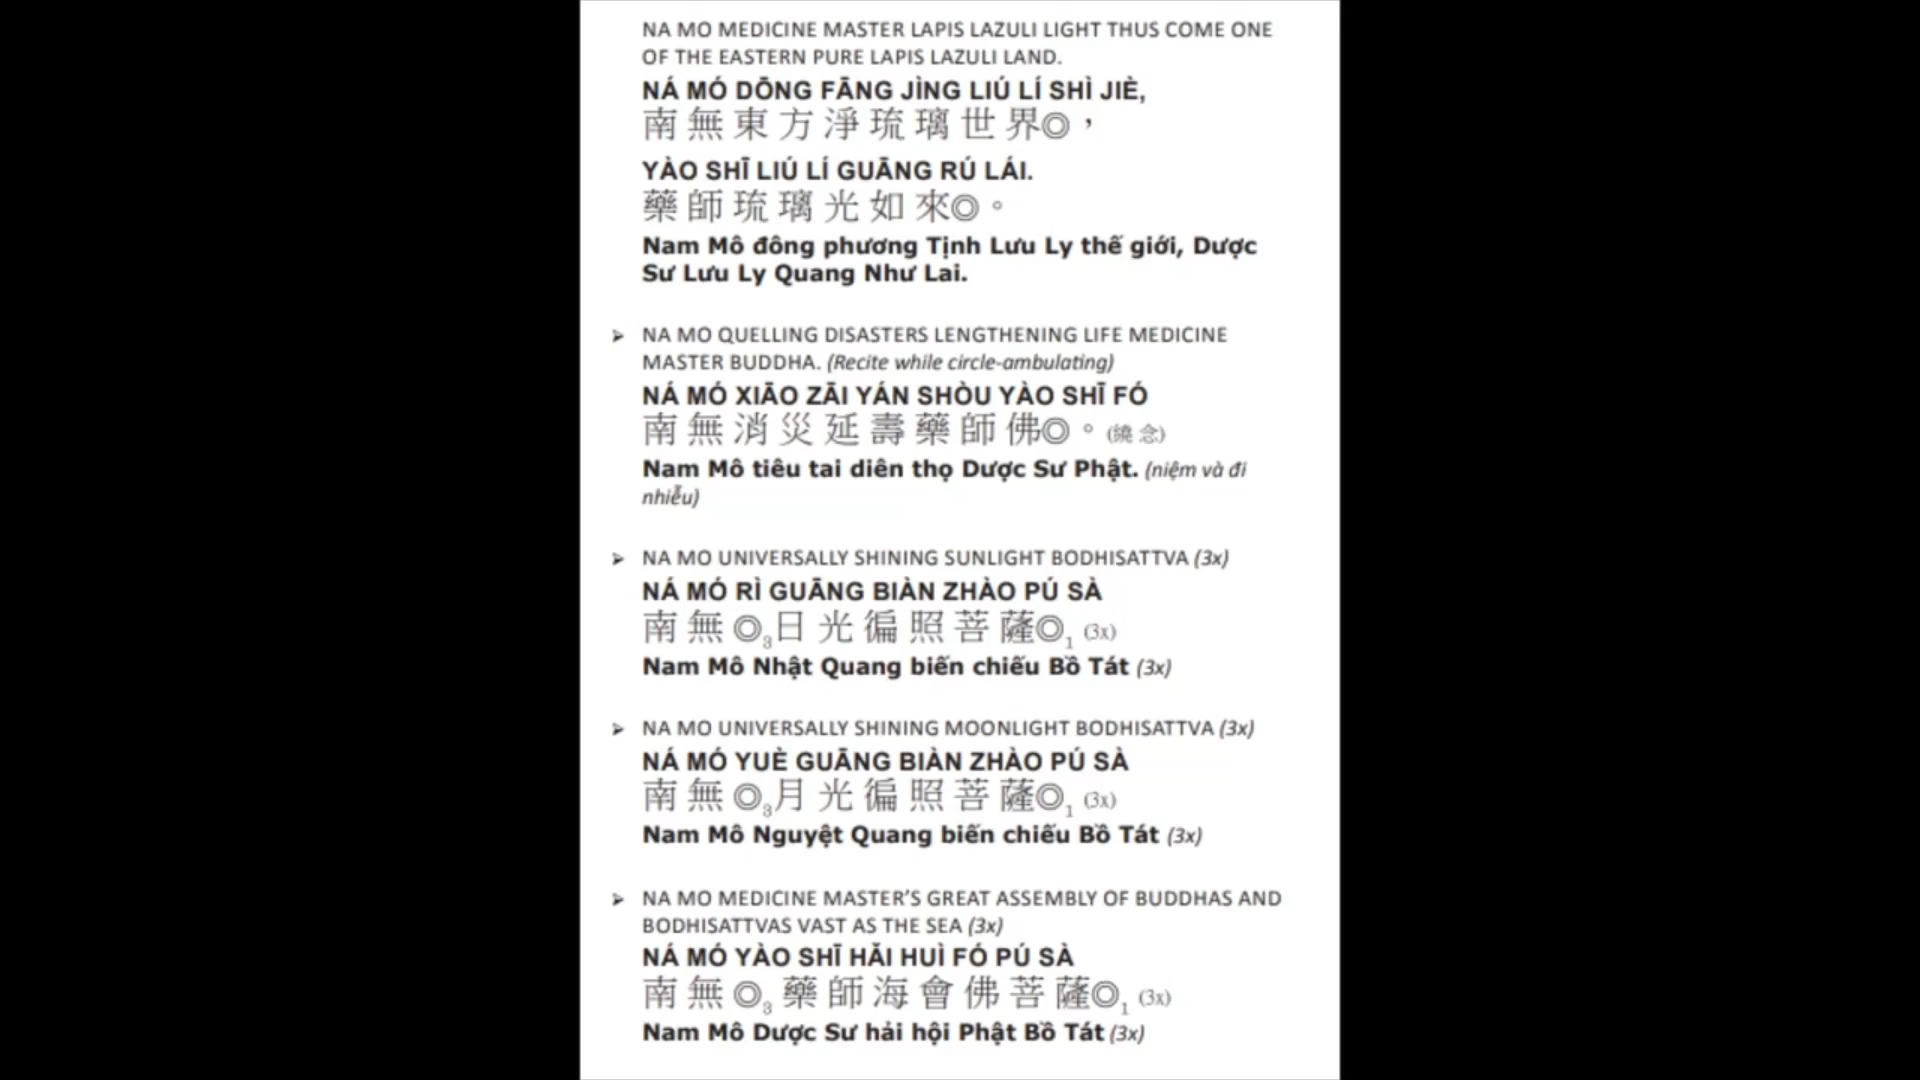 NA MO MEDICINE MASTER LAPIS LAZULI LIGHT THUS COME ONE
OF THE EASTERN PURE LAPIS LAZULI LAND.
NÁ MÓ DŌNG FĀNG JÌNG LIÚ LÍ SHÌ JIÈ,
南無東方淨琉璃世界◎，
YÀO SHĪ LIÚ LÍ GUĀNG RÚ LÁI.
藥師琉璃光如來◎。
Nam Mô đông phương Tịnh Lưu Ly thế giới, Dược
Sư Lưu Ly Quang Như Lai.
➢ NA MO QUELLING DISASTERS LENGTHENING LIFE MEDICINE
MASTER BUDDHA. (Recite while circle-ambulating)
NÁ MÓ XIĀO ZĀI YÁN SHÒU YÀO SHĪ FÓ
南無消災延壽藥師佛◎。(繞念)
Nam Mô tiêu tai diên thọ Dược Sư Phật. (niệm và đi
nhiễu)
➢ NA MO UNIVERSALLY SHINING SUNLIGHT BODHISATTVA (3x)
NÁ MÓ RÌ GUĀNG BIÀN ZHÀO PÚ SÀ
南無◎3日光徧照菩薩◎1 (3x)
Nam Mô Nhật Quang biến chiếu Bồ Tát (3x)
➢ NA MO UNIVERSALLY SHINING MOONLIGHT BODHISATTVA (3x)
NÁ MÓ YUÈ GUĀNG BIÀN ZHÀO PÚ SÀ
南無◎3月光徧照菩薩◎1 (3x)
Nam Mô Nguyệt Quang biến chiếu Bồ Tát (3x)
➢ NA MO MEDICINE MASTER’S GREAT ASSEMBLY OF BUDDHAS AND
BODHISATTVAS VAST AS THE SEA (3x)
NÁ MÓ YÀO SHĪ HǍI HUÌ FÓ PÚ SÀ
南無◎3藥師海會佛菩薩◎1 (3x)
Nam Mô Dược Sư hải hội Phật Bồ Tát (3x)